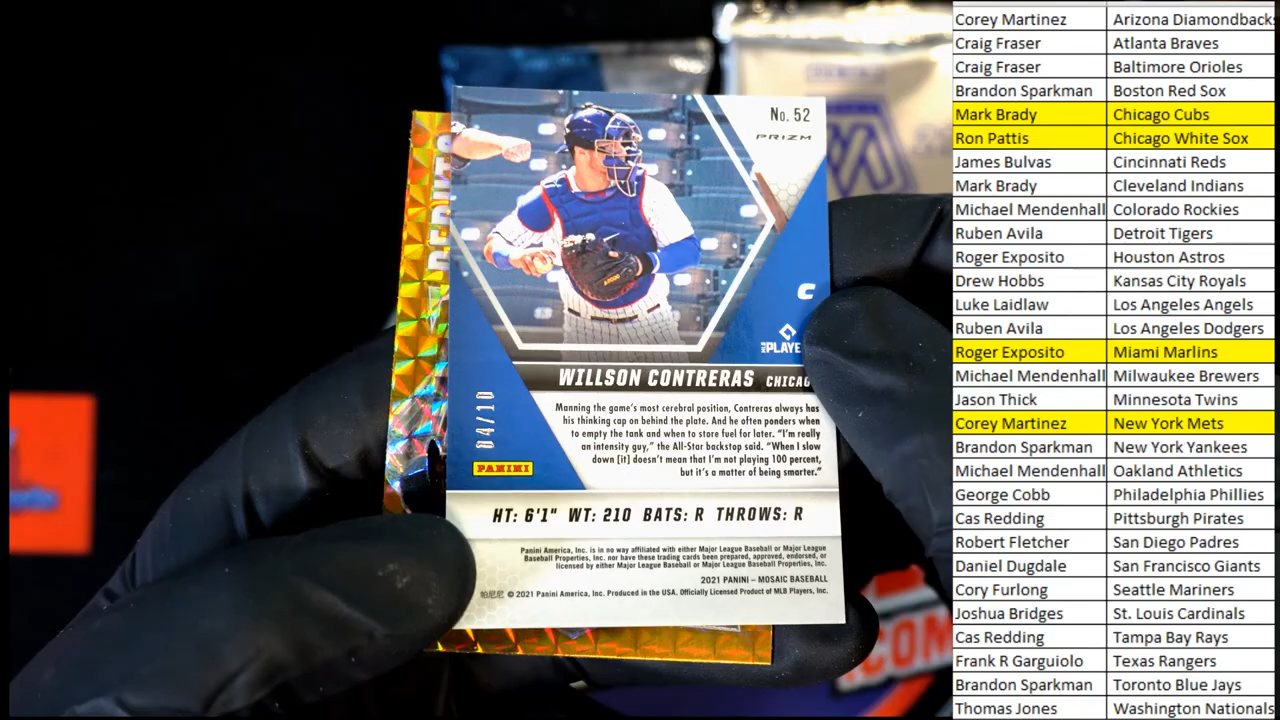 No. 52
PRIZM
C
PLAYE
WILLSON CONTRERAS CHICAG
Manning the game's most cerebral position, Contreras always has
his thinking cap on behind the plate. And he often ponders when
to empty the tank and when to store fuel for later. "I'm really
an intensity guy," the All-Star backstop said. "When I slow
down [it] doesn't mean that I'm not playing 100 percent,
but it's a matter of being smarter."
04/10
PANINI
HT: 6'1" WT: 210 BATS: R THROWS: R
Panini America, Inc. is in no way affiliated with either Major League Baseball or Major League
Baseball Properties, Inc. nor have these trading cards been prepared, approved, endorsed, or
licensed by either Major League Baseball or Major League Baseball Properties, Inc.
2021 PANINI – MOSAIC BASEBALL
帕尼尼 © 2021 Panini America, Inc. Produced in the USA. Officially Licensed Product of MLB Players, Inc.
.COM
Corey Martinez Arizona Diamondbacks
Craig Fraser Atlanta Braves
Craig Fraser Baltimore Orioles
Brandon Sparkman Boston Red Sox
Mark Brady Chicago Cubs
Ron Pattis Chicago White Sox
James Bulvas Cincinnati Reds
Mark Brady Cleveland Indians
Michael Mendenhall Colorado Rockies
Ruben Avila Detroit Tigers
Roger Exposito Houston Astros
Drew Hobbs Kansas City Royals
Luke Laidlaw Los Angeles Angels
Ruben Avila Los Angeles Dodgers
Roger Exposito Miami Marlins
Michael Mendenhall Milwaukee Brewers
Jason Thick Minnesota Twins
Corey Martinez New York Mets
Brandon Sparkman New York Yankees
Michael Mendenhall Oakland Athletics
George Cobb Philadelphia Phillies
Cas Redding Pittsburgh Pirates
Robert Fletcher San Diego Padres
Daniel Dugdale San Francisco Giants
Cory Furlong Seattle Mariners
Joshua Bridges St. Louis Cardinals
Cas Redding Tampa Bay Rays
Frank R Garguiolo Texas Rangers
Brandon Sparkman Toronto Blue Jays
Thomas Jones Washington Nationals